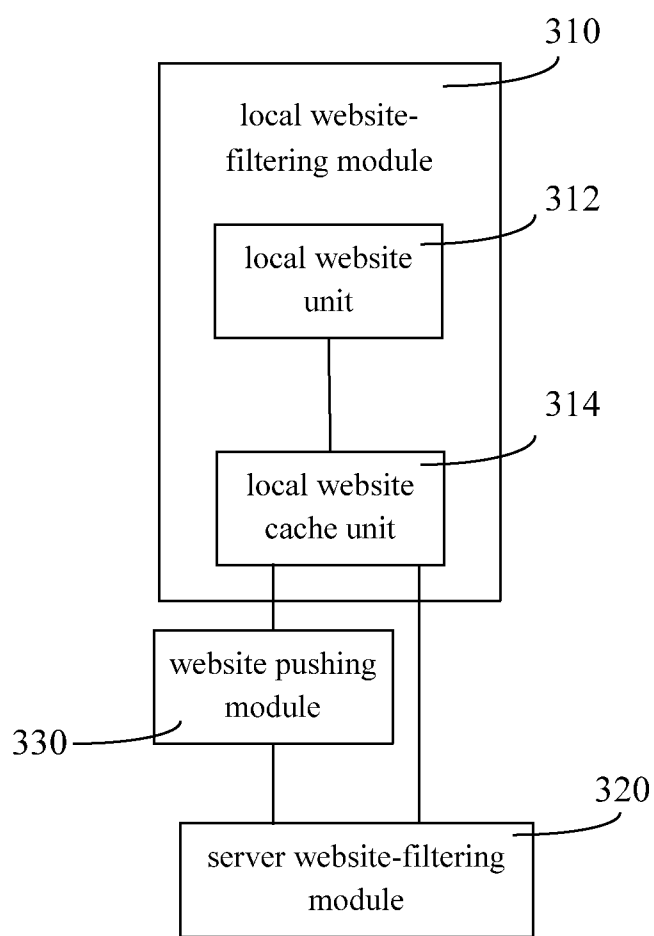 310
local website-
filtering module
312
local website
unit
314
local website
cache unit
website pushing
module
330
320
server website-filtering
module